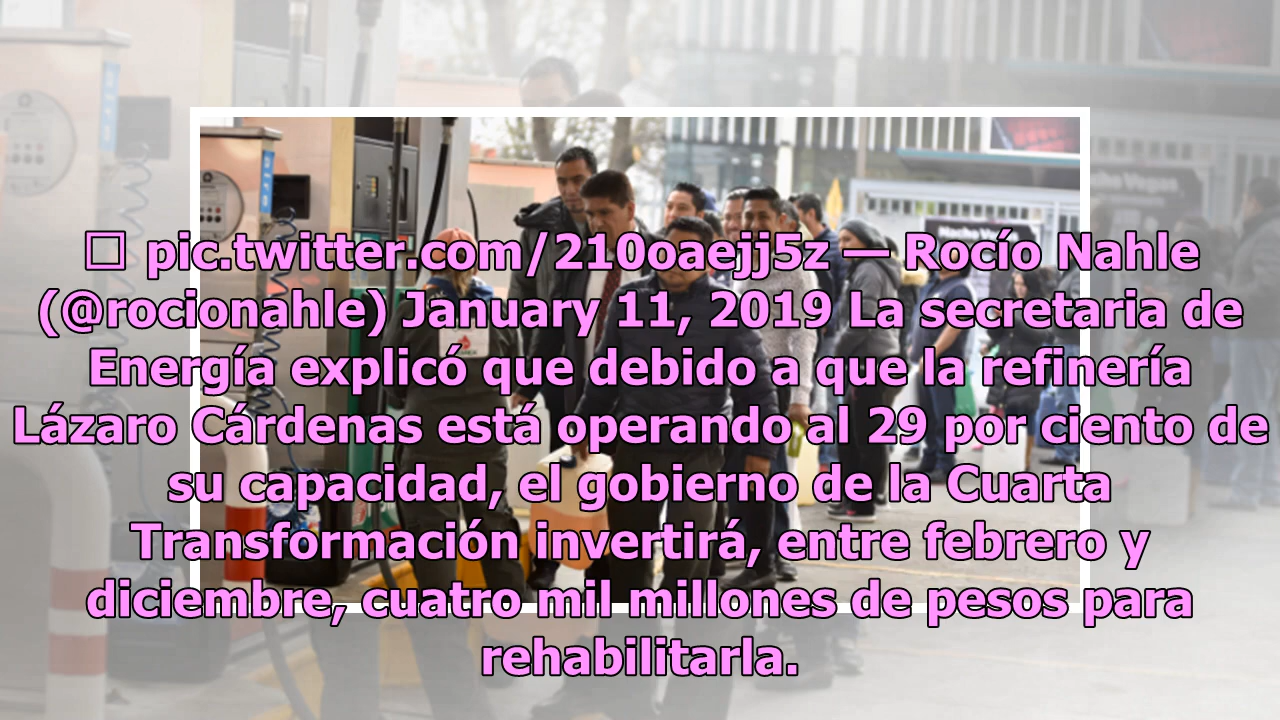 □ pic.twitter.com/210oaejj5z — Rocío Nahle
(@rocionahle) January 11, 2019 La secretaria de
Energía explicó que debido a que la refinería
Lázaro Cárdenas está operando al 29 por ciento de
su capacidad, el gobierno de la Cuarta
Transformación invertirá, entre febrero y
diciembre, cuatro mil millones de pesos para
rehabilitarla.